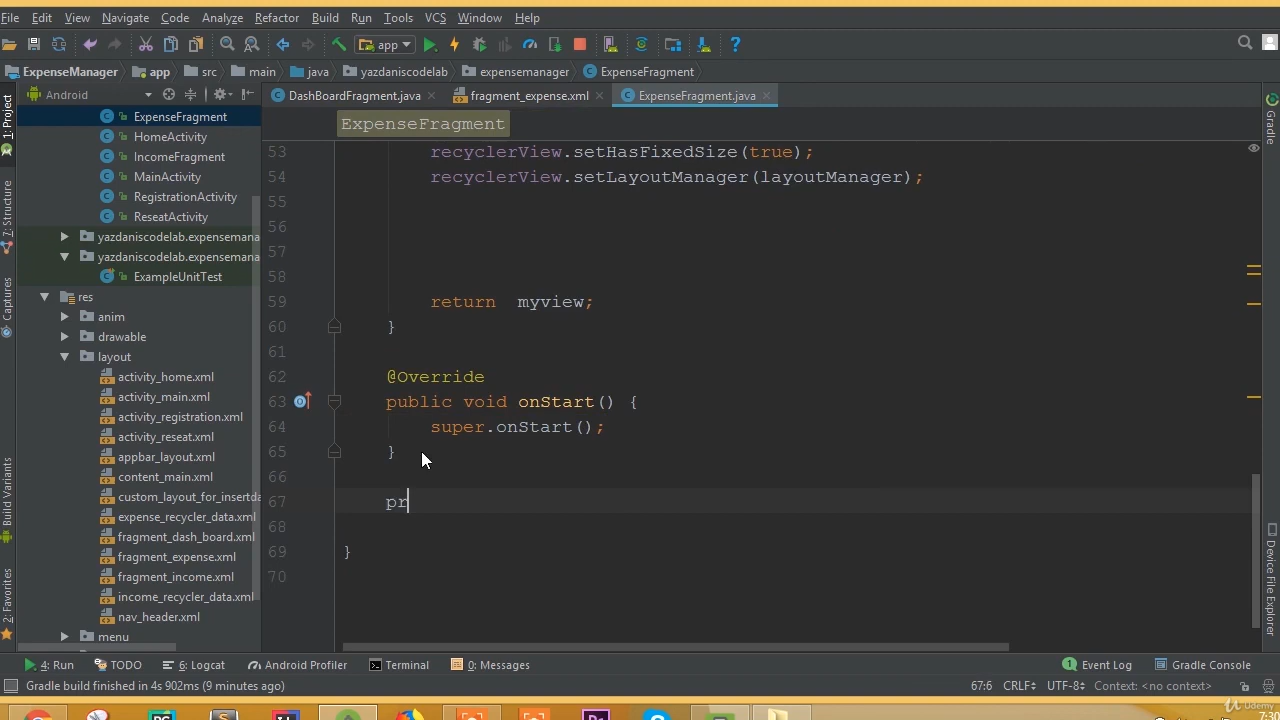 File Edit View Navigate Code Analyze Refactor Build Run Tools VCS Window Help
app
ExpenseManager app src main java yazdaniscodelab expensemanager ExpenseFragment
Android DashBoardFragment.java fragment_expense.xml ExpenseFragment.java
1: Project
7: Structure
Captures
Build Variants
2: Favorites
ExpenseFragment
HomeActivity
IncomeFragment
MainActivity
RegistrationActivity
ReseatActivity
yazdaniscodelab.expensemana
yazdaniscodelab.expensemana
ExampleUnitTest
res
anim
drawable
layout
activity_home.xml
activity_main.xml
activity_registration.xml
activity_reseat.xml
appbar_layout.xml
content_main.xml
custom_layout_for_insertda
expense_recycler_data.xml
fragment_dash_board.xml
fragment_expense.xml
fragment_income.xml
income_recycler_data.xml
nav_header.xml
menu
ExpenseFragment
53 recyclerView.setHasFixedSize(true);
54 recyclerView.setLayoutManager(layoutManager);
55
56
57
58
59 return myview;
60 }
61
62 @Override
63 public void onStart() {
64 super.onStart();
65 }
66
67 pr
68
69 }
70
Gradle
Device File Explorer
4: Run TODO 6: Logcat Android Profiler Terminal 0: Messages 1 Event Log Gradle Console
Gradle build finished in 4s 902ms (9 minutes ago) 67:6 CRLF UTF-8 Context: <no context>
Udemy